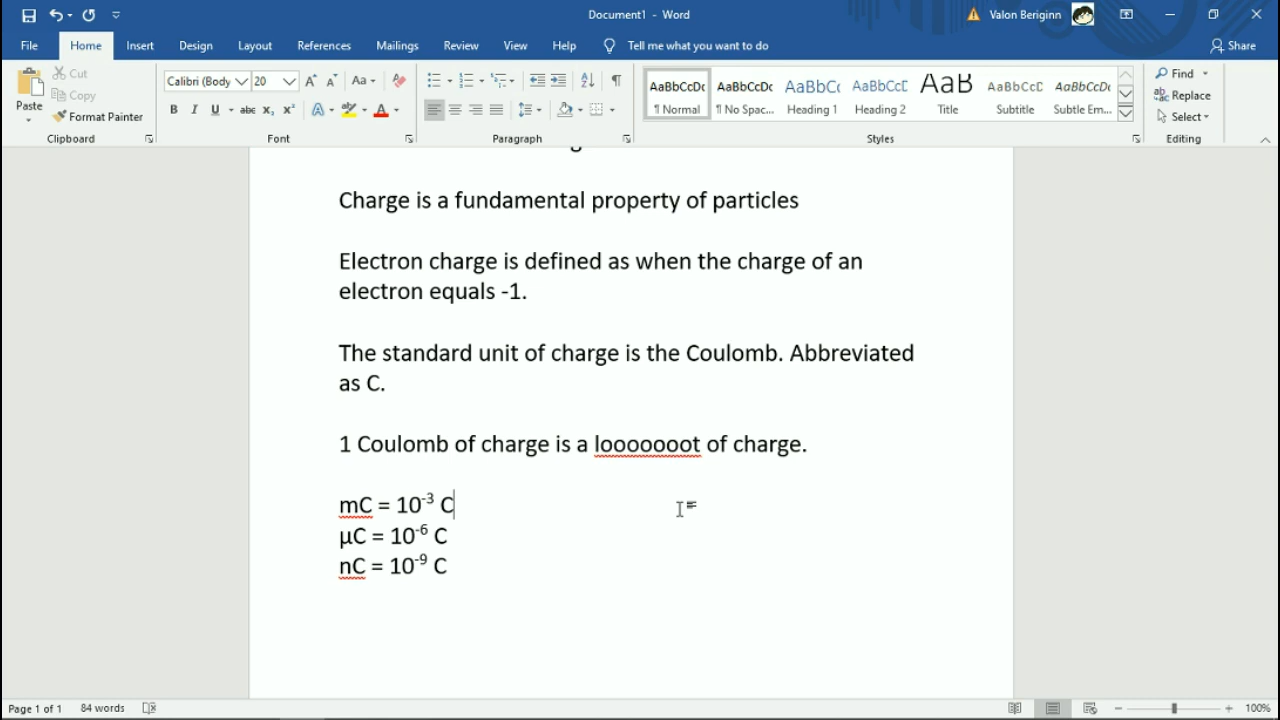 Document1 - Word
Valon Beriginn
File Home Insert Design Layout References Mailings Review View Help Tell me what you want to do Share
Paste
Cut
Copy
Format Painter
Clipboard
Calibri (Body 20
Font
Paragraph
AaBbCcDc AaBbCcDc AaBbCc AaBbCcD AaB AaBbCcD AaBbCcDc
¶ Normal ¶ No Spac... Heading 1 Heading 2 Title Subtitle Subtle Em...
Styles
Find
Replace
Select
Editing
Charge is a fundamental property of particles
Electron charge is defined as when the charge of an
electron equals -1.
The standard unit of charge is the Coulomb. Abbreviated
as C.
1 Coulomb of charge is a looooooot of charge.
mC = 10⁻³ C
μC = 10⁻⁶ C
nC = 10⁻⁹ C
Page 1 of 1 84 words 100%